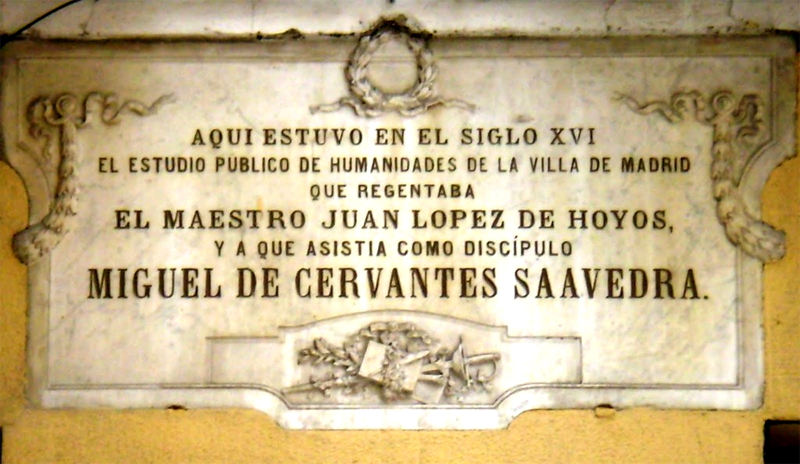 AQUI ESTUVO EN EL SIGLO XVI
EL ESTUDIO PUBLICO DE HUMANIDADES DE LA VILLA DE MADRID
QUE REGENTABA
EL MAESTRO JUAN LOPEZ DE HOYOS,
Y A QUE ASISTIA COMO DISCÍPULO
MIGUEL DE CERVANTES SAAVEDRA.